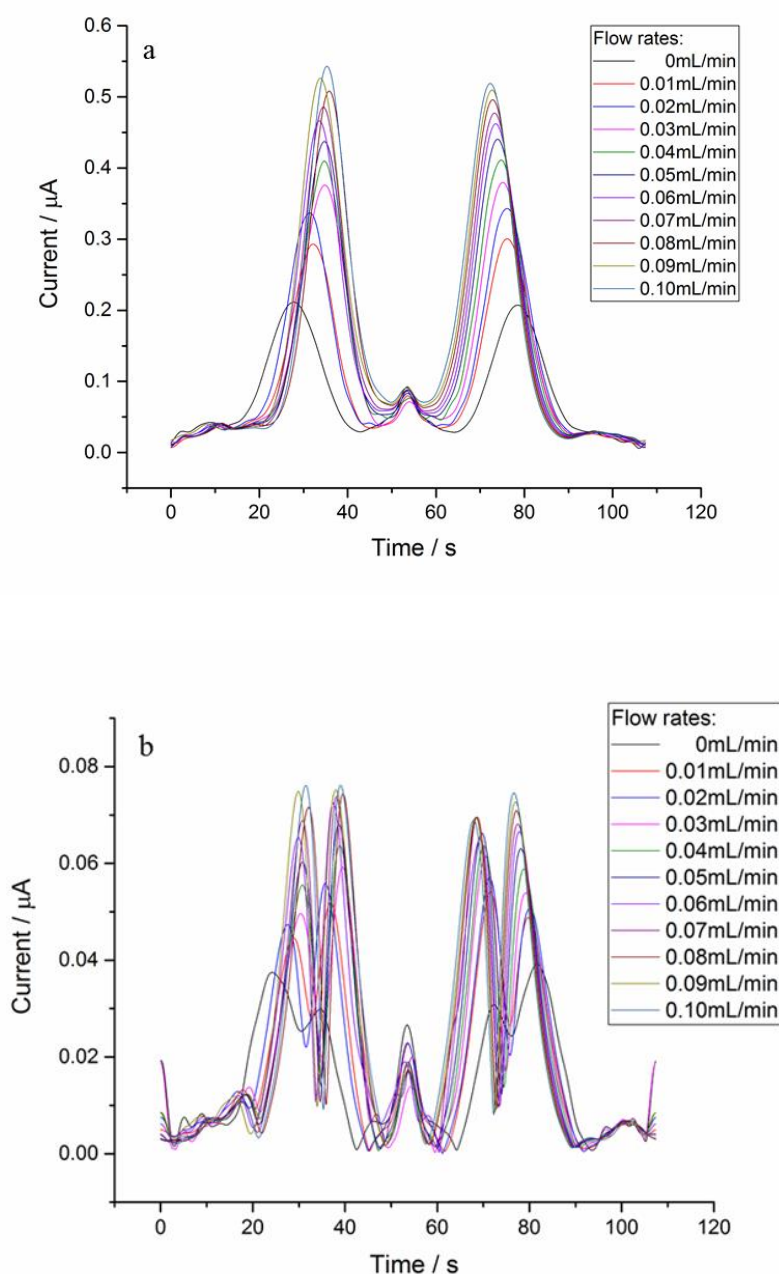 a
0.6
0.5
0.4
0.3
0.2
0.1
0.0
Current / μA
0
20
40
60
80
100
120
Time / s
Flow rates:
0mL/min
0.01mL/min
0.02mL/min
0.03mL/min
0.04mL/min
0.05mL/min
0.06mL/min
0.07mL/min
0.08mL/min
0.09mL/min
0.10mL/min
b
0.08
0.06
0.04
0.02
0.00
Current / μA
0
20
40
60
80
100
120
Time / s
Flow rates:
0mL/min
0.01mL/min
0.02mL/min
0.03mL/min
0.04mL/min
0.05mL/min
0.06mL/min
0.07mL/min
0.08mL/min
0.09mL/min
0.10mL/min